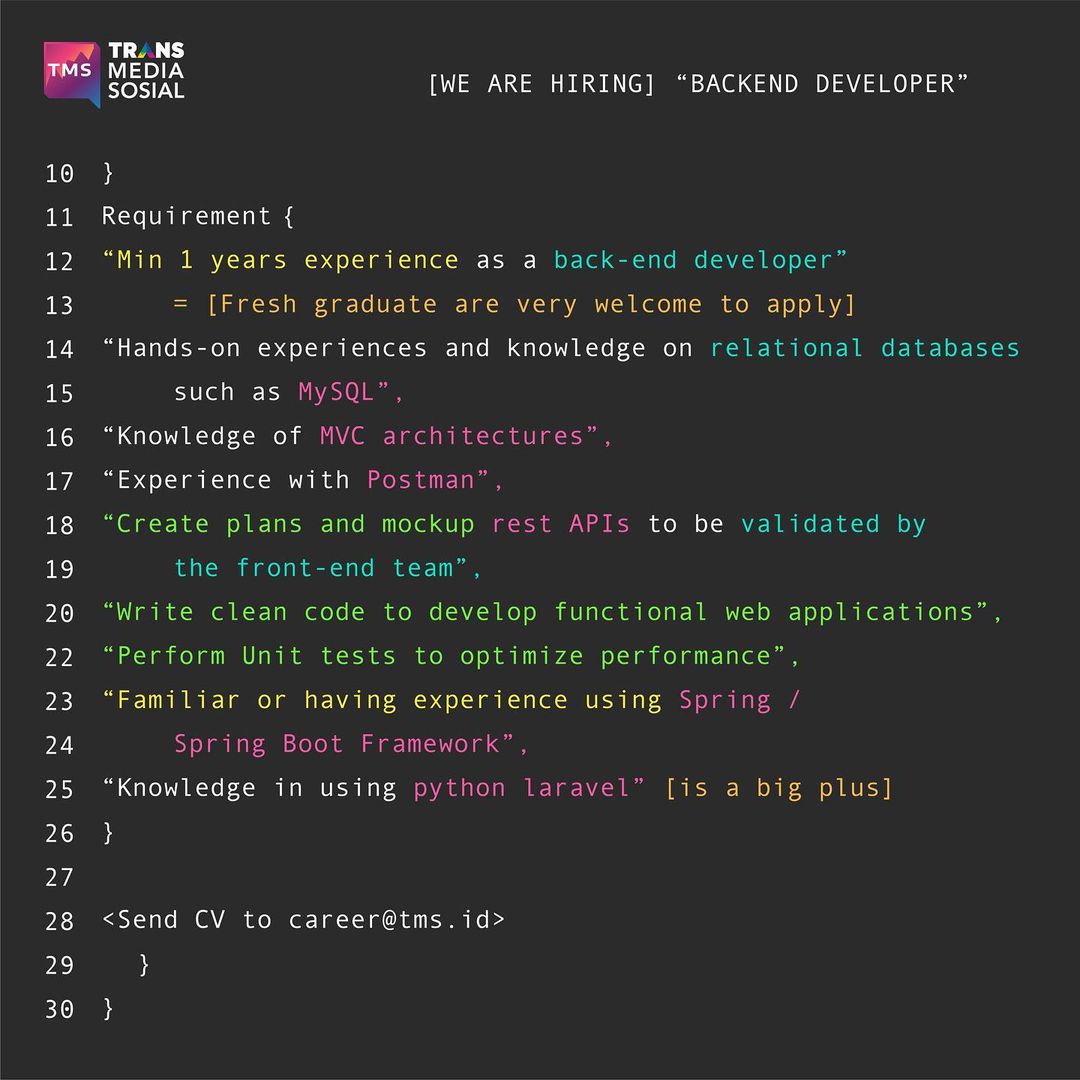 TMS
TRANS
MEDIA
SOSIAL
[WE ARE HIRING] “BACKEND DEVELOPER”
10 }
11 Requirement {
12 “Min 1 years experience as a back-end developer”
13 = [Fresh graduate are very welcome to apply]
14 “Hands-on experiences and knowledge on relational databases
15 such as MySQL”,
16 “Knowledge of MVC architectures”,
17 “Experience with Postman”,
18 “Create plans and mockup rest APIs to be validated by
19 the front-end team”,
20 “Write clean code to develop functional web applications”,
22 “Perform Unit tests to optimize performance”,
23 “Familiar or having experience using Spring /
24 Spring Boot Framework”,
25 “Knowledge in using python laravel” [is a big plus]
26 }
27
28 <Send CV to career@tms.id>
29 }
30 }